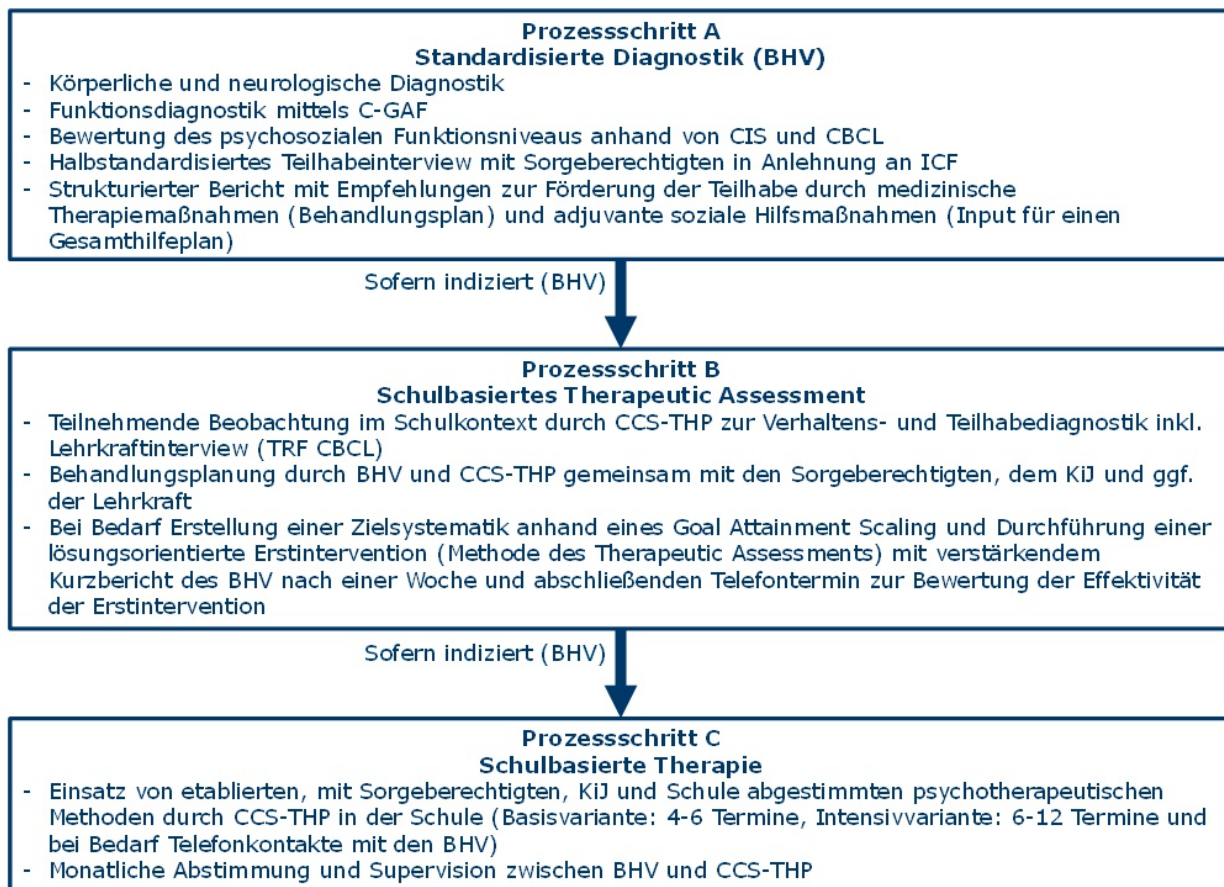 Prozessschritt A
Standardisierte Diagnostik (BHV)
- Körperliche und neurologische Diagnostik
- Funktionsdiagnostik mittels C-GAF
- Bewertung des psychosozialen Funktionsniveaus anhand von CIS und CBCL
- Halbstandardisiertes Teilhabeinterview mit Sorgeberechtigten in Anlehnung an ICF
- Strukturierter Bericht mit Empfehlungen zur Förderung der Teilhabe durch medizinische
Therapiemaßnahmen (Behandlungsplan) und adjuvante soziale Hilfsmaßnahmen (Input für einen
Gesamthilfeplan)
Sofern indiziert (BHV)
Prozessschritt B
Schulbasiertes Therapeutic Assessment
- Teilnehmende Beobachtung im Schulkontext durch CCS-THP zur Verhaltens- und Teilhabediagnostik inkl.
Lehrkraftinterview (TRF CBCL)
- Behandlungsplanung durch BHV und CCS-THP gemeinsam mit den Sorgeberechtigten, dem KiJ und ggf.
der Lehrkraft
- Bei Bedarf Erstellung einer Zielsystematik anhand eines Goal Attainment Scaling und Durchführung einer
lösungsorientierte Erstintervention (Methode des Therapeutic Assessments) mit verstärkendem
Kurzbericht des BHV nach einer Woche und abschließenden Telefontermin zur Bewertung der Effektivität
der Erstintervention
Sofern indiziert (BHV)
Prozessschritt C
Schulbasierte Therapie
- Einsatz von etablierten, mit Sorgeberechtigten, KiJ und Schule abgestimmten psychotherapeutischen
Methoden durch CCS-THP in der Schule (Basisvariante: 4-6 Termine, Intensivvariante: 6-12 Termine und
bei Bedarf Telefonkontakte mit den BHV)
- Monatliche Abstimmung und Supervision zwischen BHV und CCS-THP